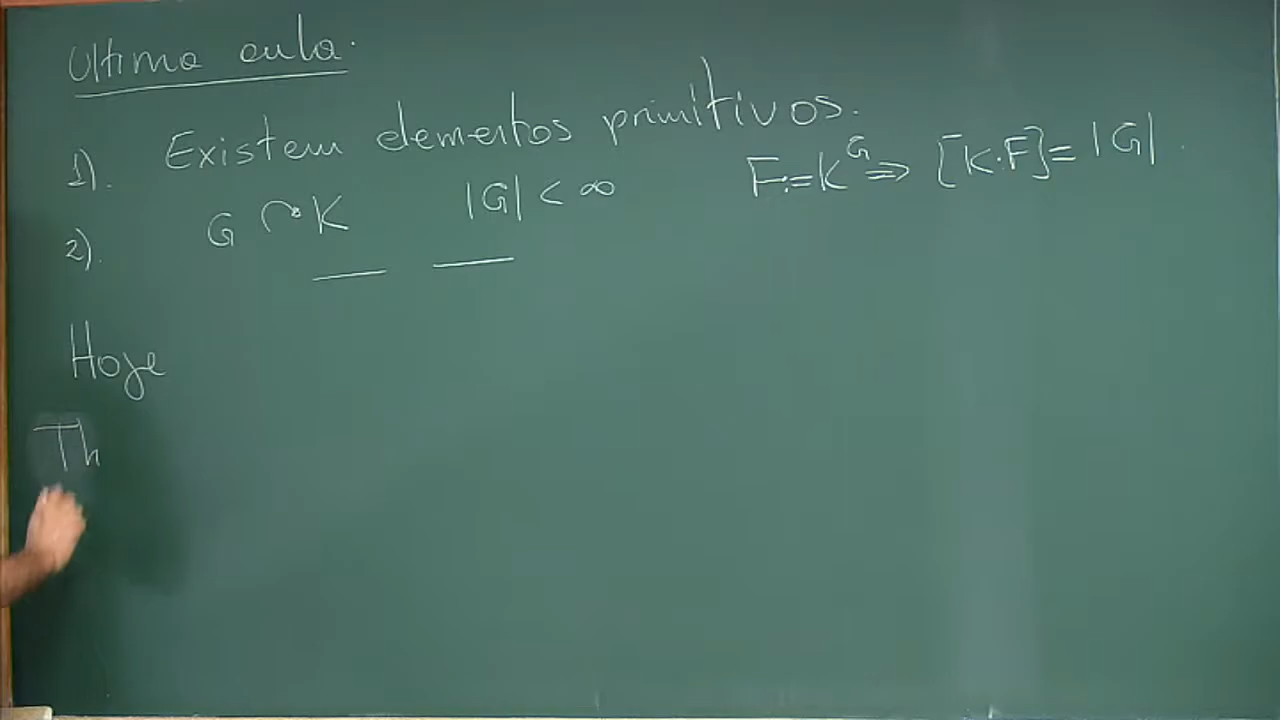 Ultima aula.
1). Existem elementos primitivos.
2). G ↷ K |G| < ∞ F:=K^G ⇒ [K:F]= |G|.
Hoje
Th